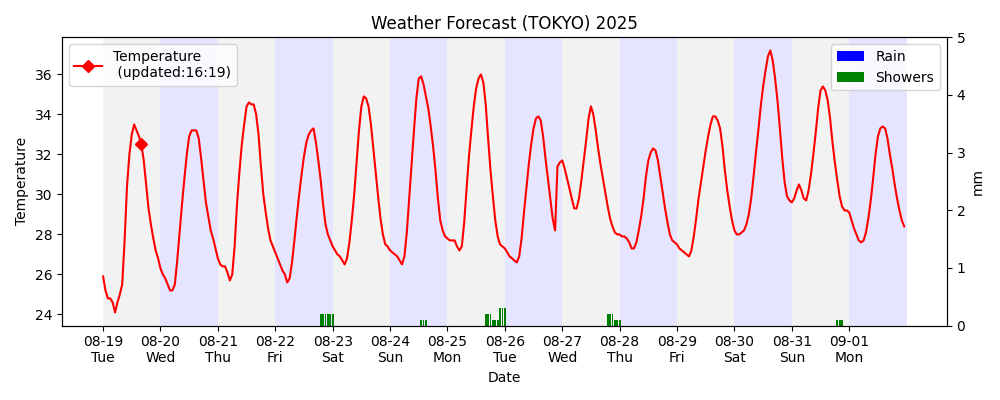 Weather Forecast (TOKYO) 2025
Temperature
(updated:16:19)
Rain
Showers
Temperature
36
34
32
30
28
26
24
5
4
3
2
1
0
mm
08-19 08-20 08-21 08-22 08-23 08-24 08-25 08-26 08-27 08-28 08-29 08-30 08-31 09-01
Tue Wed Thu Fri Sat Sun Mon Tue Wed Thu Fri Sat Sun Mon
Date